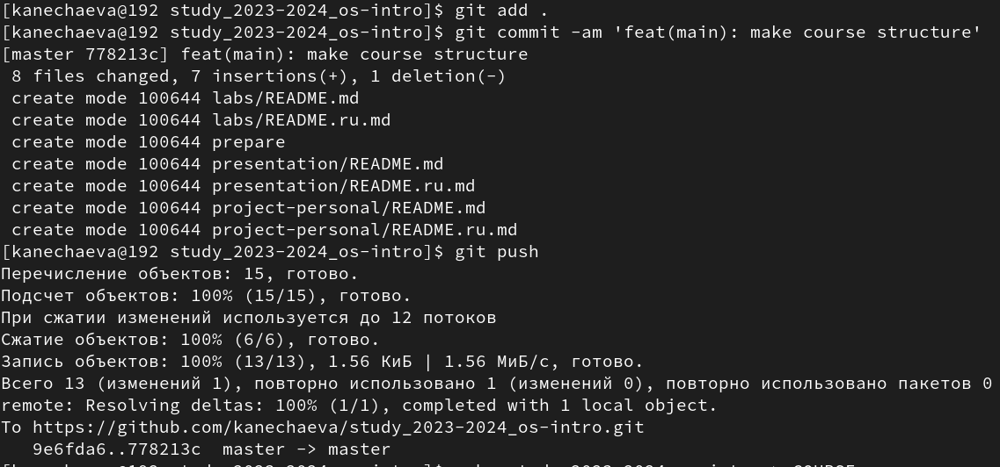 [kanechaeva@192 study_2023-2024_os-intro]$ git add .
[kanechaeva@192 study_2023-2024_os-intro]$ git commit -am 'feat(main): make course structure'
[master 778213c] feat(main): make course structure
 8 files changed, 7 insertions(+), 1 deletion(-)
 create mode 100644 labs/README.md
 create mode 100644 labs/README.ru.md
 create mode 100644 prepare
 create mode 100644 presentation/README.md
 create mode 100644 presentation/README.ru.md
 create mode 100644 project-personal/README.md
 create mode 100644 project-personal/README.ru.md
[kanechaeva@192 study_2023-2024_os-intro]$ git push
Перечисление объектов: 15, готово.
Подсчет объектов: 100% (15/15), готово.
При сжатии изменений используется до 12 потоков
Сжатие объектов: 100% (6/6), готово.
Запись объектов: 100% (13/13), 1.56 КиБ | 1.56 МиБ/с, готово.
Всего 13 (изменений 1), повторно использовано 1 (изменений 0), повторно использовано пакетов 0
remote: Resolving deltas: 100% (1/1), completed with 1 local object.
To https://github.com/kanechaeva/study_2023-2024_os-intro.git
   9e6fda6..778213c  master -> master